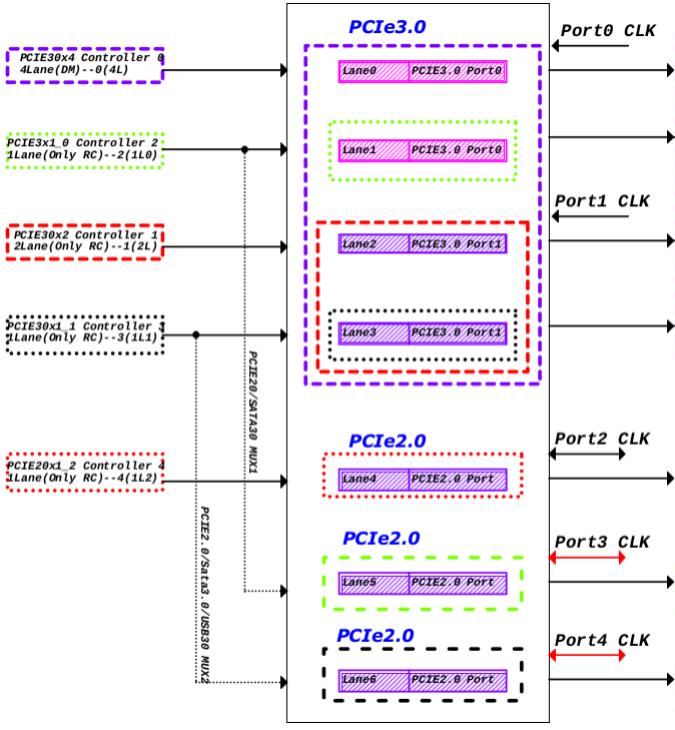 PCIe3.0
Port0 CLK
PCIE30x4 Controller 0
4Lane(DM)--0(4L)
Lane0 PCIE3.0 Port0
PCIE3x1_0 Controller 2
1Lane(Only RC)--2(1L0)
Lane1 PCIE3.0 Port0
Port1 CLK
PCIE30x2 Controller 1
2Lane(Only RC)--1(2L)
Lane2 PCIE3.0 Port1
PCIE30x1_1 Controller 3
1Lane(Only RC)--3(1L1)
Lane3 PCIE3.0 Port1
PCIE20/SATA30 MUX1
PCIe2.0
Port2 CLK
PCIE20x1_2 Controller 4
1Lane(Only RC)--4(1L2)
Lane4 PCIE2.0 Port
PCIE2.0/Sata3.0/USB30 MUX2
PCIe2.0
Port3 CLK
Lane5 PCIE2.0 Port
PCIe2.0
Port4 CLK
Lane6 PCIE2.0 Port